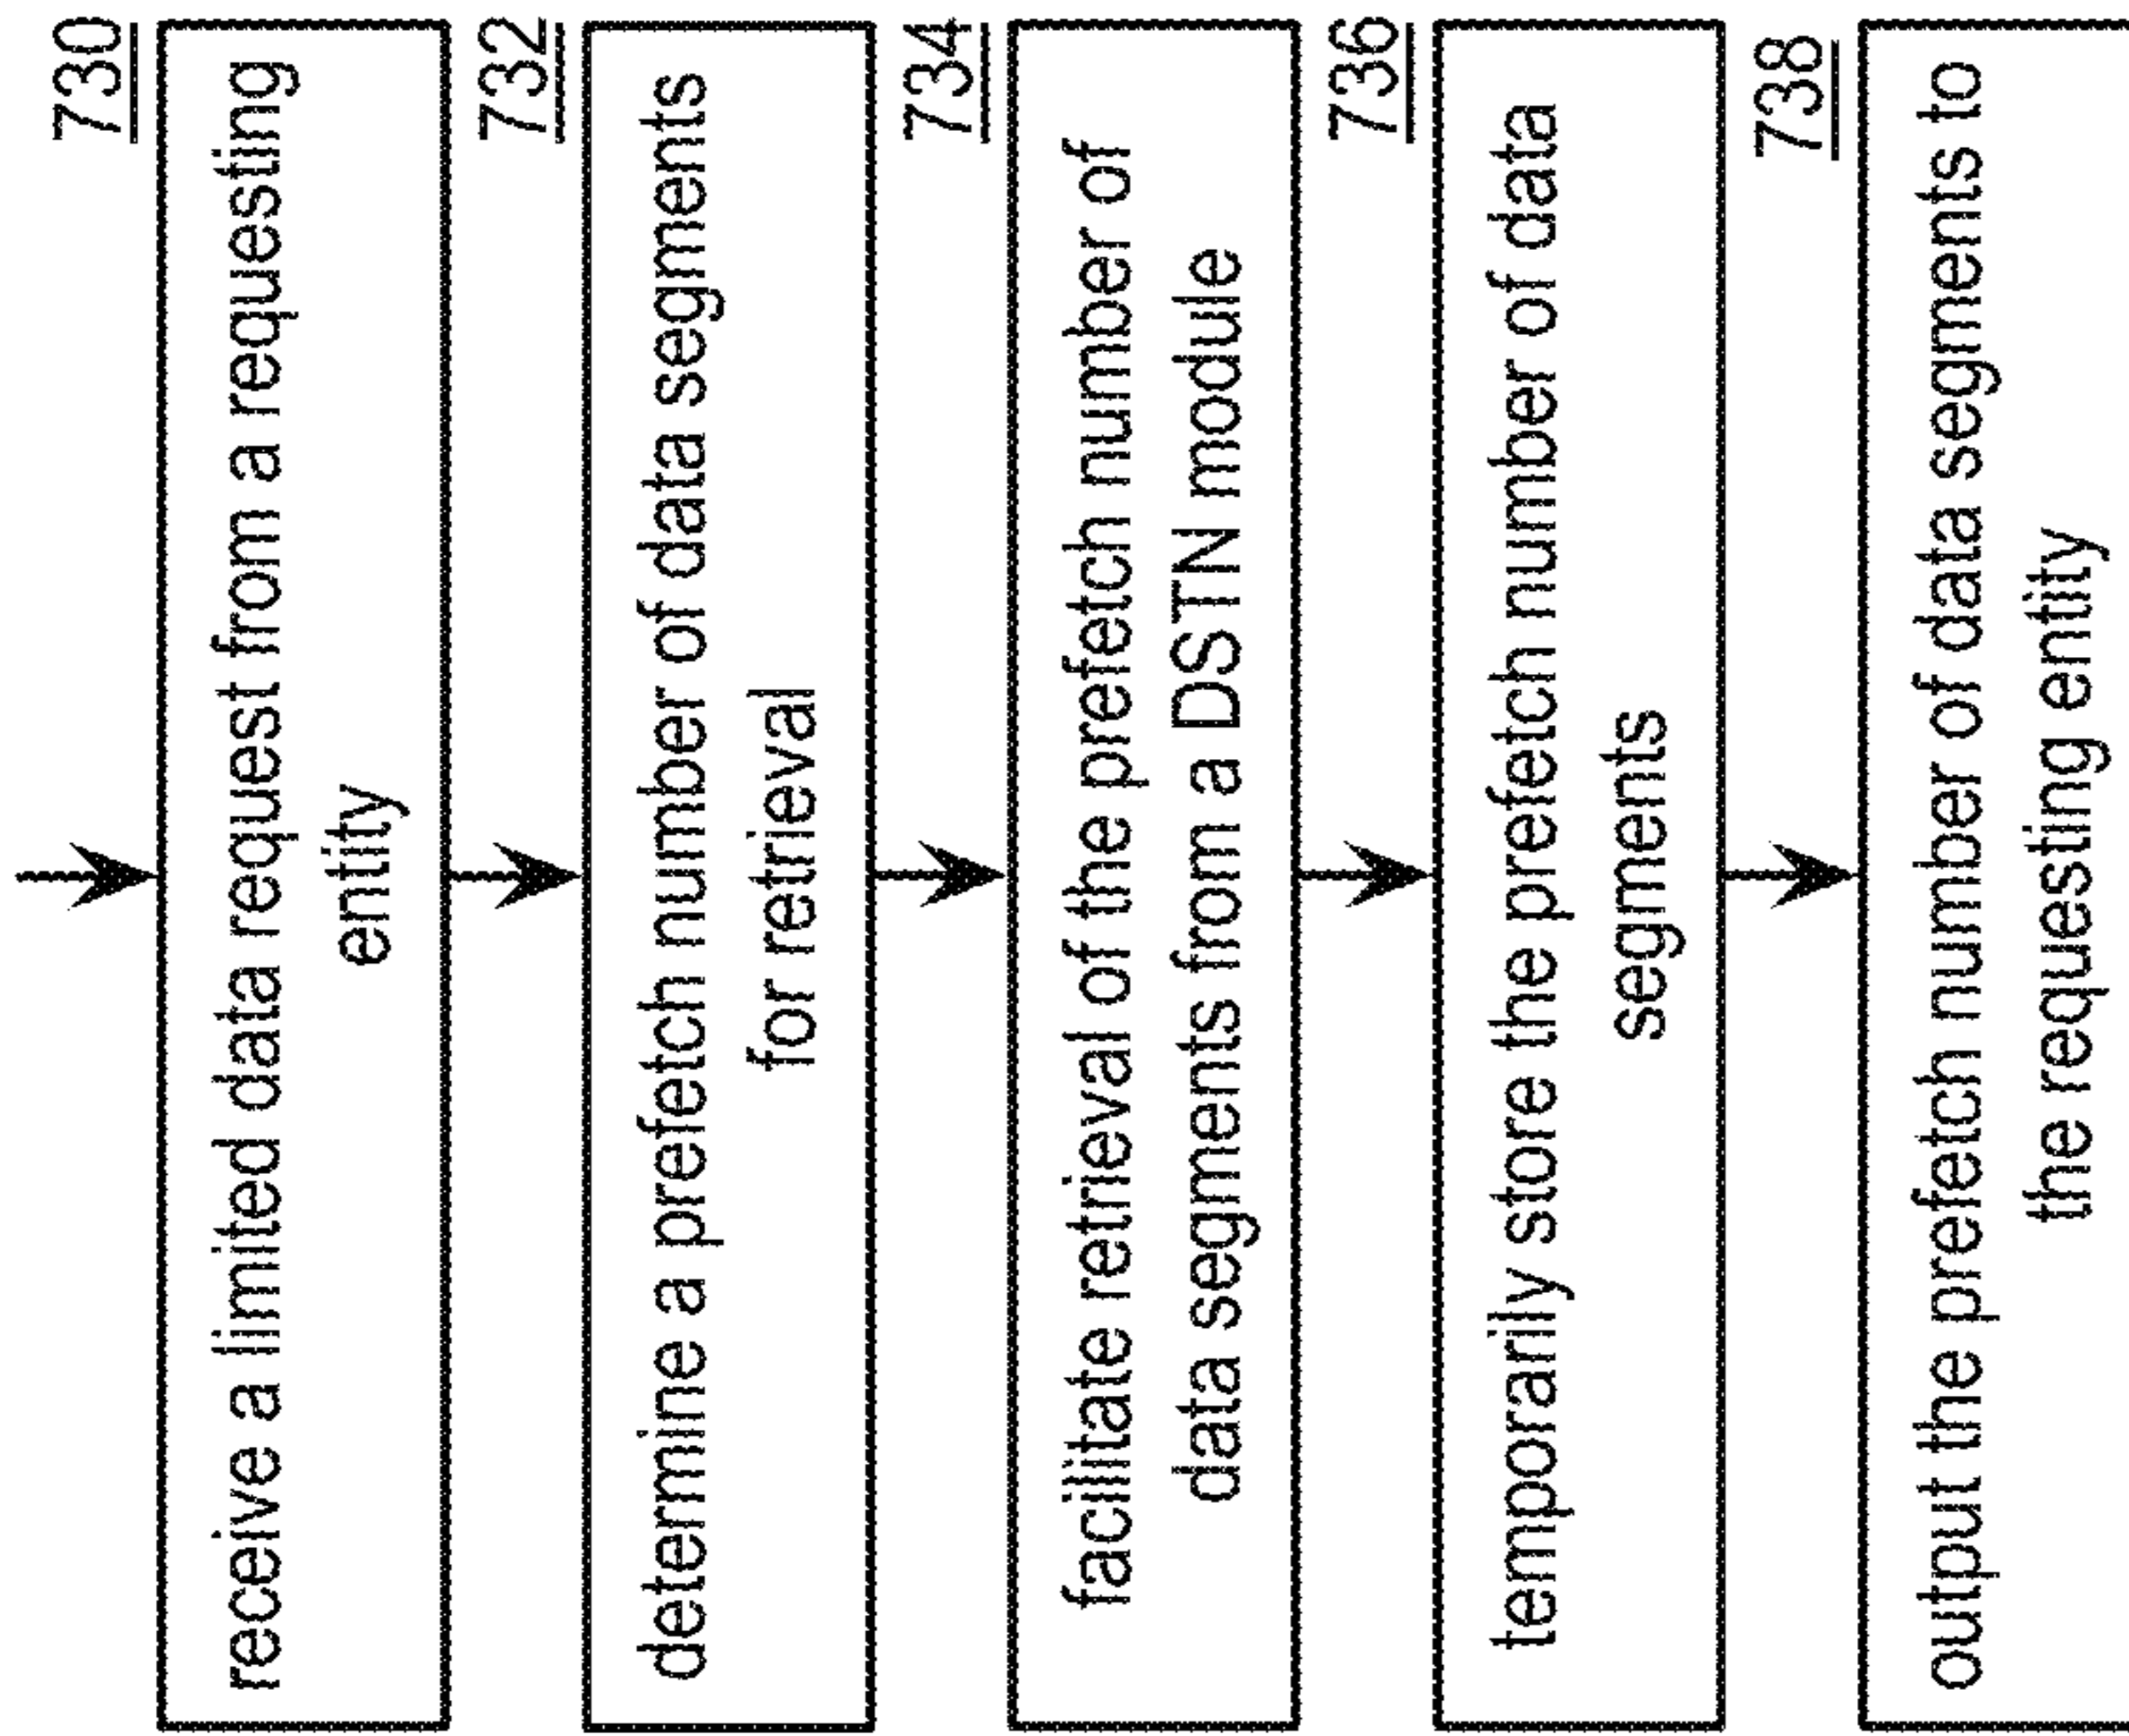 730
receive a limited data request from a requesting
entity
732
determine a prefetch number of data segments
for retrieval
734
facilitate retrieval of the prefetch number of
data segments from a DSTN module
736
temporarily store the prefetch number of data
segments
738
output the prefetch number of data segments to
the requesting entity